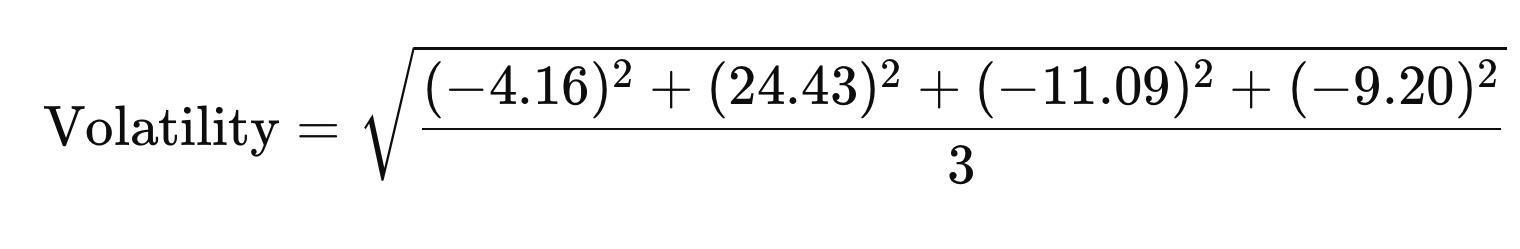 Volatility = √((−4.16)² + (24.43)² + (−11.09)² + (−9.20)² / 3)